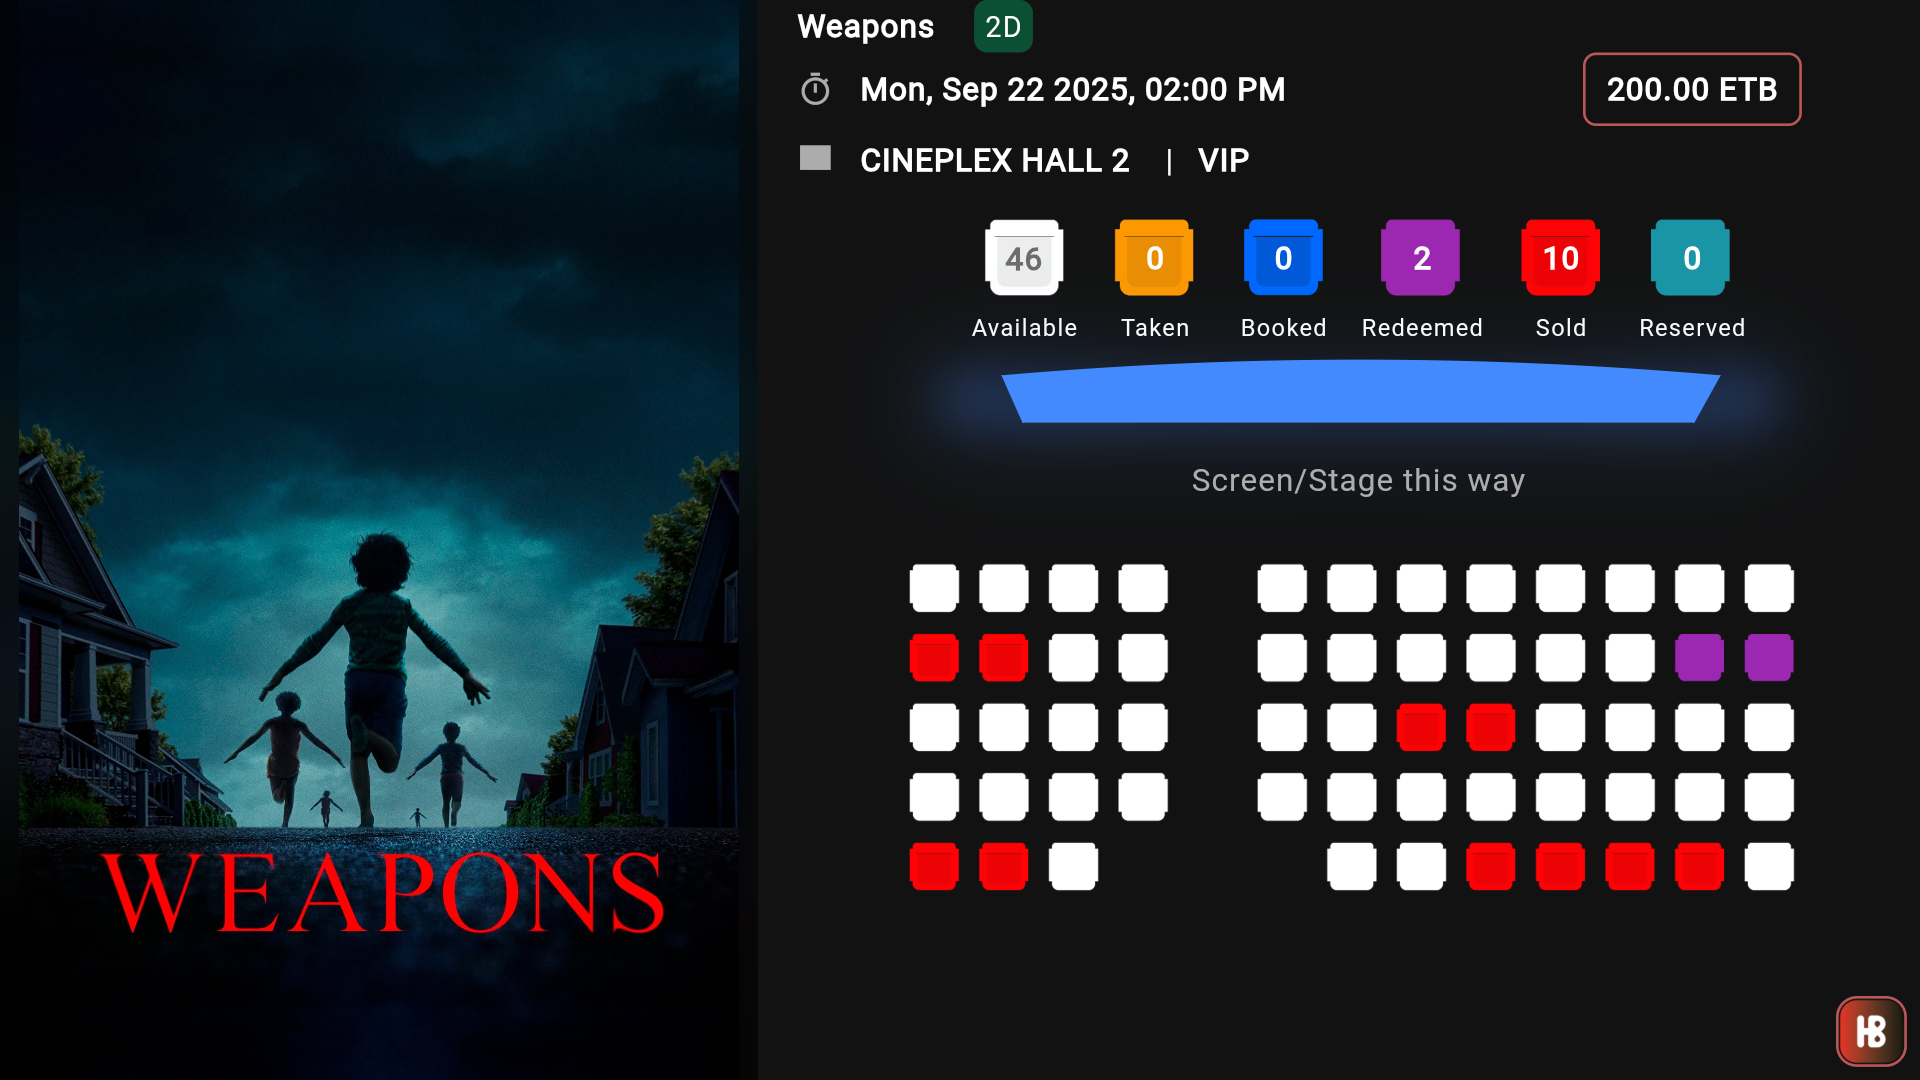 Weapons 2D
Mon, Sep 22 2025, 02:00 PM
200.00 ETB
CINEPLEX HALL 2 | VIP
46 0 0 2 10 0
Available Taken Booked Redeemed Sold Reserved
Screen/Stage this way
WEAPONS
HB